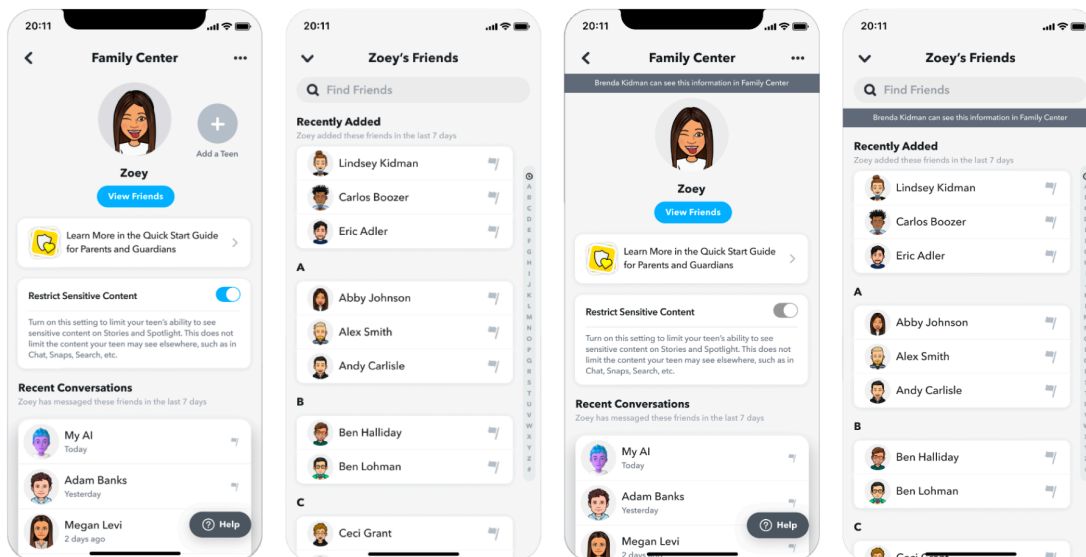 20:11
Family Center
Add a Teen
Zoey
View Friends
Learn More in the Quick Start Guide
for Parents and Guardians
Restrict Sensitive Content
Turn on this setting to limit your teen's ability to see
sensitive content on Stories and Spotlight. This does not
limit the content your teen may see elsewhere, such as in
Chat, Snaps, Search, etc.
Recent Conversations
Zoey has messaged these friends in the last 7 days
My AI
Today
Adam Banks
Yesterday
Megan Levi
2 days ago
Help
20:11
Zoey's Friends
Find Friends
Recently Added
Zoey added these friends in the last 7 days
Lindsey Kidman
Carlos Boozer
Eric Adler
A
Abby Johnson
Alex Smith
Andy Carlisle
B
Ben Halliday
Ben Lohman
C
Ceci Grant
A
B
C
D
E
F
G
H
I
J
K
L
M
N
O
P
Q
R
S
T
U
V
W
X
Y
Z
#
20:11
Family Center
Brenda Kidman can see this information in Family Center
Zoey
View Friends
Learn More in the Quick Start Guide
for Parents and Guardians
Restrict Sensitive Content
Turn on this setting to limit your teen's ability to see
sensitive content on Stories and Spotlight. This does not
limit the content your teen may see elsewhere, such as in
Chat, Snaps, Search, etc.
Recent Conversations
Zoey has messaged these friends in the last 7 days
My AI
Today
Adam Banks
Yesterday
Megan Levi
2 days ago
Help
20:11
Zoey's Friends
Find Friends
Brenda Kidman can see this information in Family Center
Recently Added
Zoey added these friends in the last 7 days
Lindsey Kidman
Carlos Boozer
Eric Adler
A
Abby Johnson
Alex Smith
Andy Carlisle
B
Ben Halliday
Ben Lohman
C
Ceci Grant